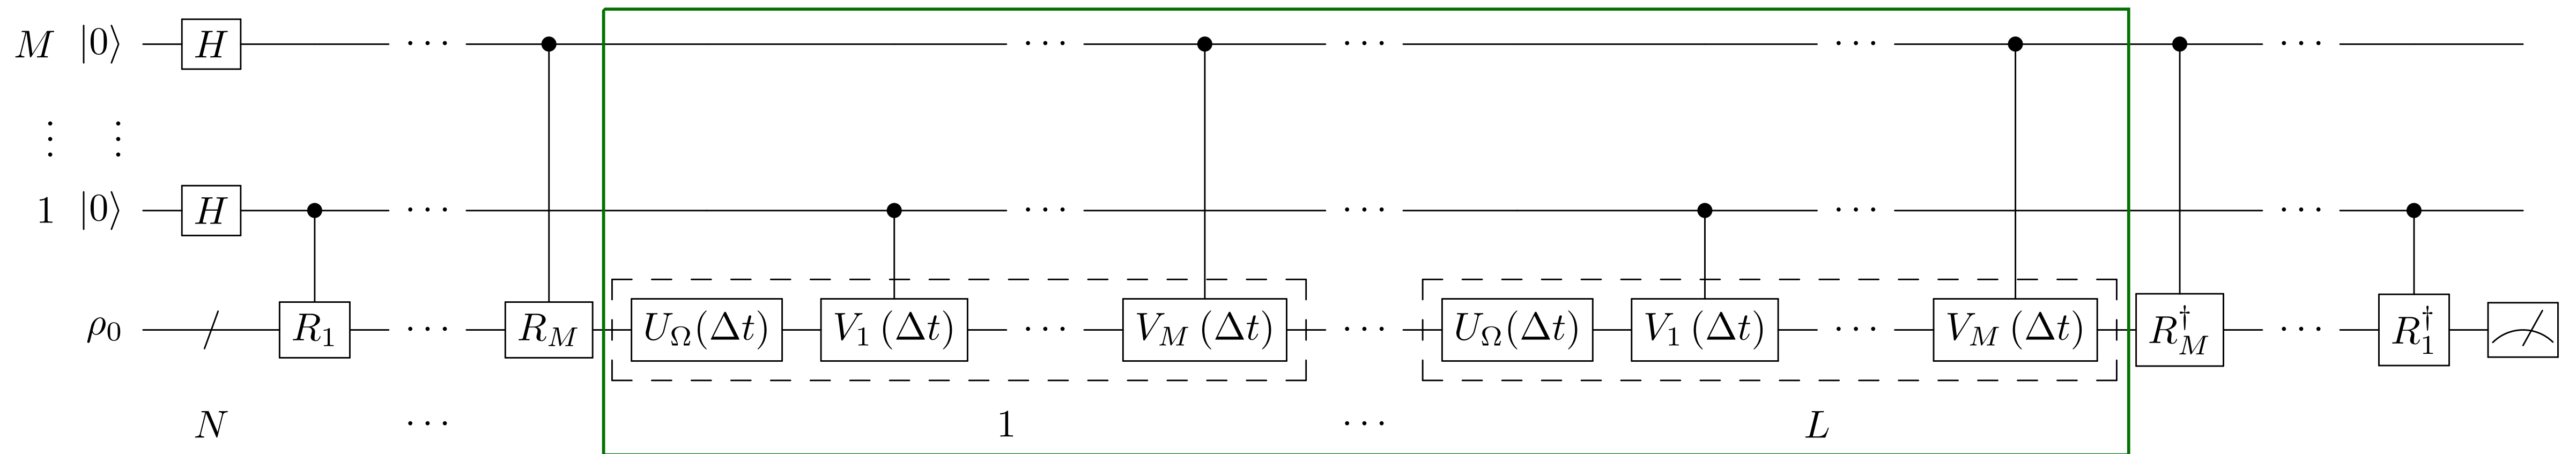 M |0⟩ H ⋯ ⋯ ⋯ ⋯ ⋯
⋮ ⋮
1 |0⟩ H ⋯ ⋯ ⋯ ⋯ ⋯
ρ₀ R₁ ⋯ R_M U_Ω(Δt) V₁ (Δt) ⋯ V_M (Δt) ⋯ U_Ω(Δt) V₁ (Δt) ⋯ V_M (Δt) R_M^† ⋯ R₁^†
N ⋯ 1 ⋯ L